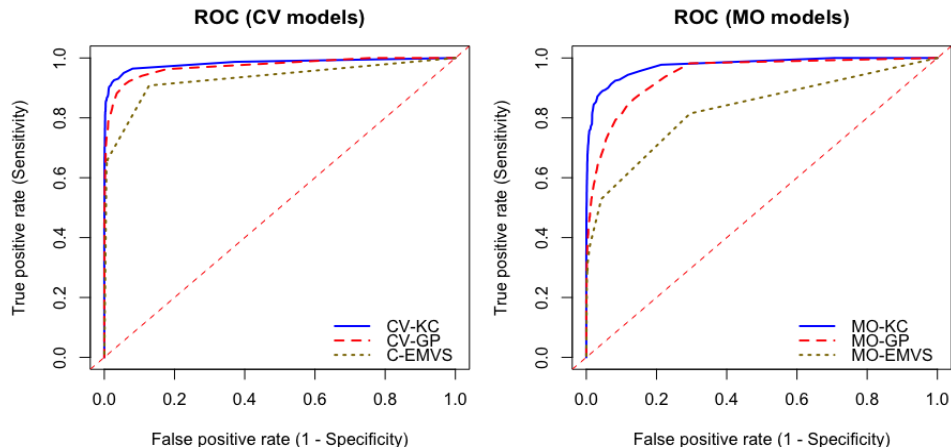 ROC (CV models)
True positive rate (Sensitivity)
1.0
0.8
0.6
0.4
0.2
0.0
CV-KC
CV-GP
C-EMVS
0.0 0.2 0.4 0.6 0.8 1.0
False positive rate (1 - Specificity)
ROC (MO models)
True positive rate (Sensitivity)
1.0
0.8
0.6
0.4
0.2
0.0
MO-KC
MO-GP
MO-EMVS
0.0 0.2 0.4 0.6 0.8 1.0
False positive rate (1 - Specificity)